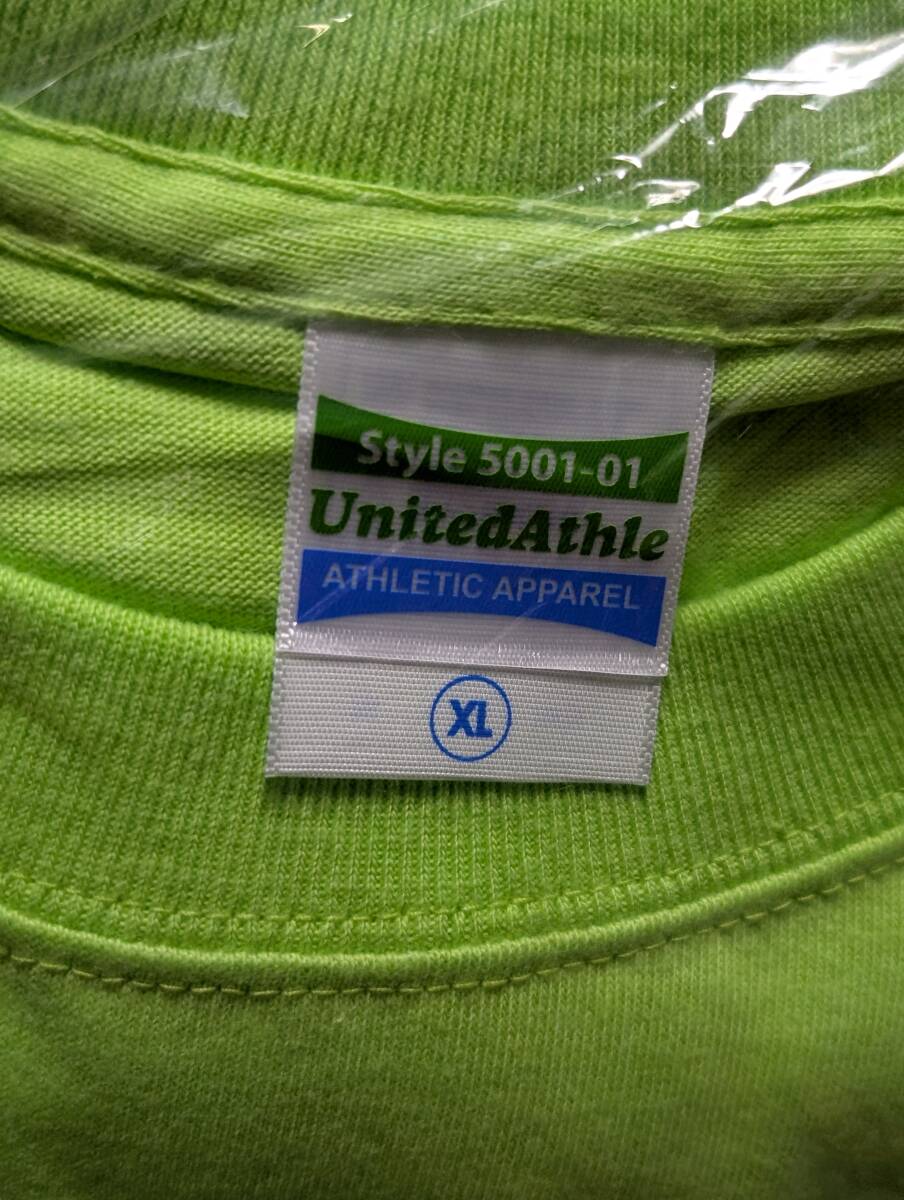 Style 5001-01
UnitedAthle
ATHLETIC APPAREL
XL